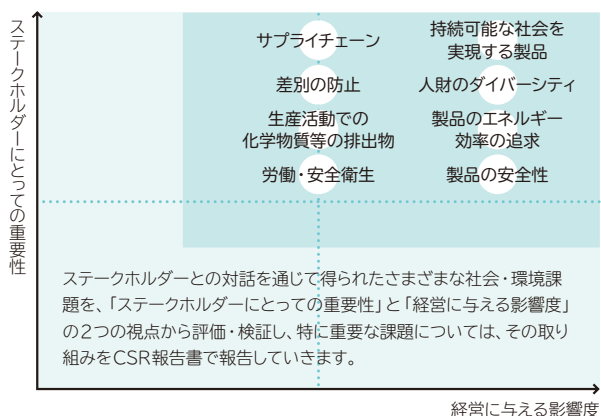 ステークホルダーにとっての重要性
サプライチェーン
差別の防止
生産活動での
化学物質等の排出物
労働・安全衛生
持続可能な社会を
実現する製品
人財のダイバーシティ
製品のエネルギー
効率の追求
製品の安全性
ステークホルダーとの対話を通じて得られたさまざまな社会・環境課
題を、「ステークホルダーにとっての重要性」と「経営に与える影響度」
の2つの視点から評価・検証し、特に重要な課題については、その取り
組みをCSR報告書で報告していきます。
経営に与える影響度